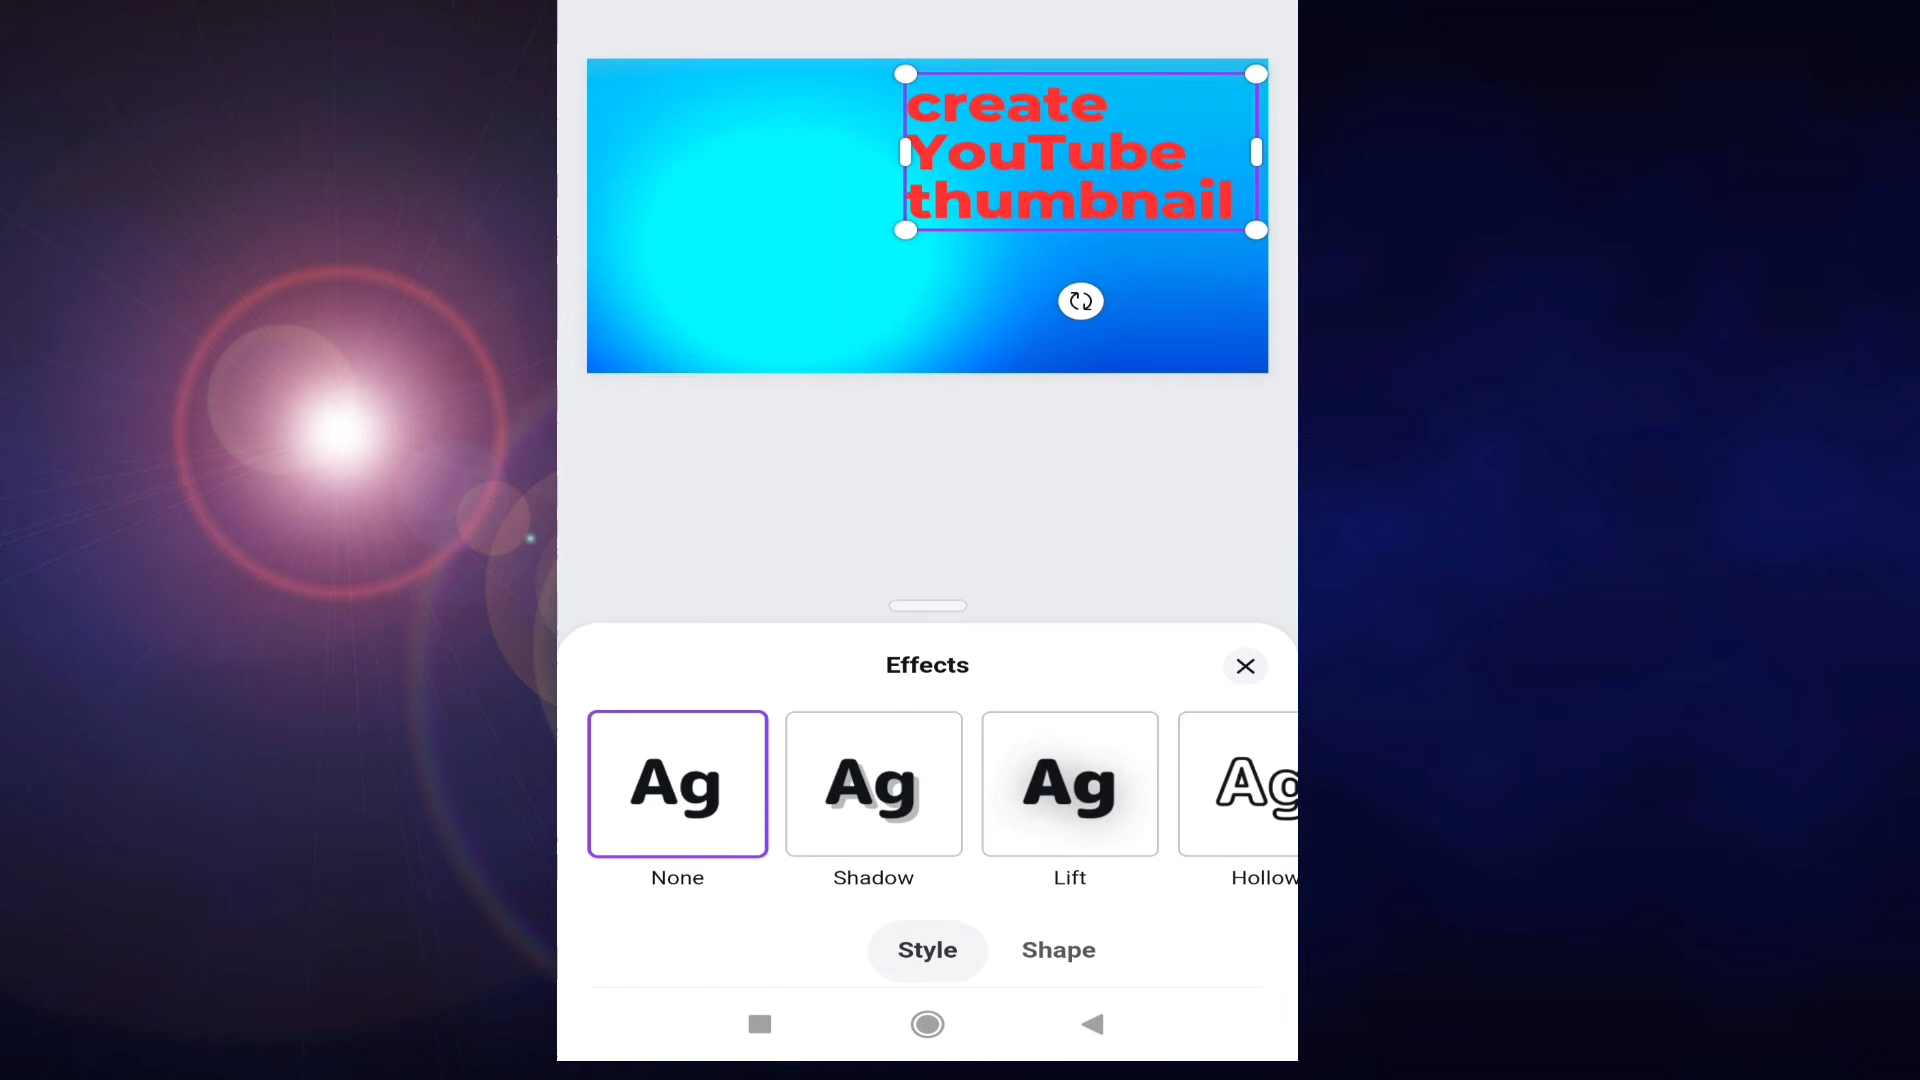 create
YouTube
thumbnail
Effects
Ag
Ag
Ag
Ag
None
Shadow
Lift
Hollow
Style
Shape